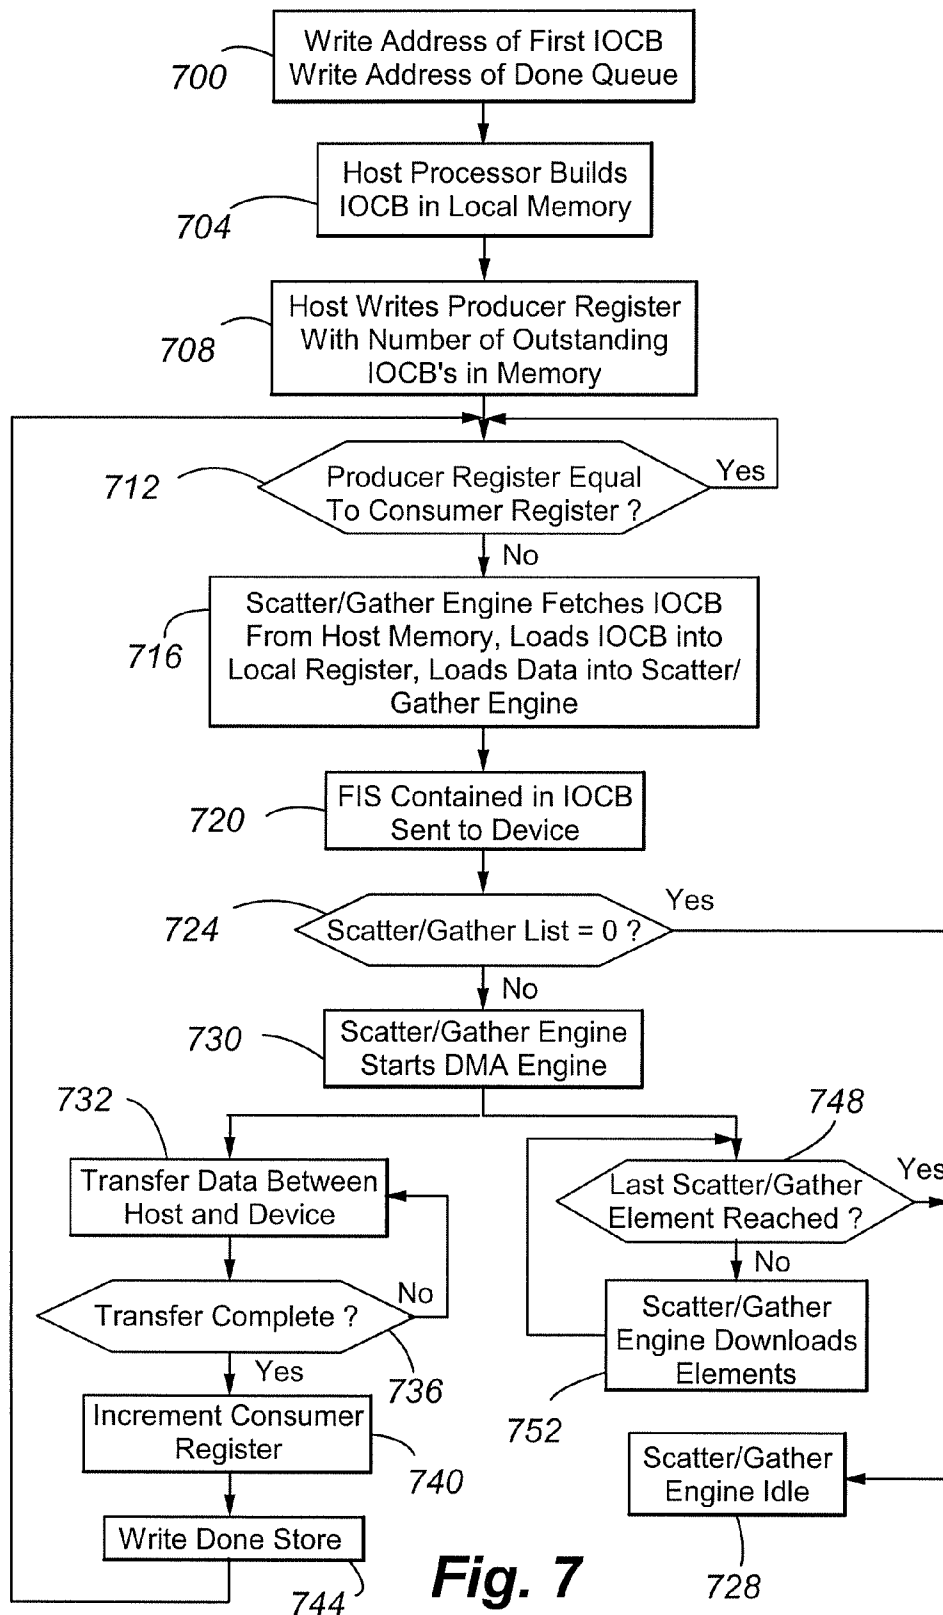 Write Address of First IOCB
Write Address of Done Queue
700
Host Processor Builds
IOCB in Local Memory
704
Host Writes Producer Register
With Number of Outstanding
IOCB's in Memory
708
Producer Register Equal
To Consumer Register ?
712
Yes
No
Scatter/Gather Engine Fetches IOCB
From Host Memory, Loads IOCB into
Local Register, Loads Data into Scatter/
Gather Engine
716
FIS Contained in IOCB
Sent to Device
720
Scatter/Gather List = 0 ?
724
Yes
No
Scatter/Gather Engine
Starts DMA Engine
730
732
Transfer Data Between
Host and Device
Transfer Complete ?
No
736
Yes
Increment Consumer
Register
740
Write Done Store
744
748
Last Scatter/Gather
Element Reached ?
Yes
No
Scatter/Gather
Engine Downloads
Elements
752
Scatter/Gather
Engine Idle
728
Fig. 7